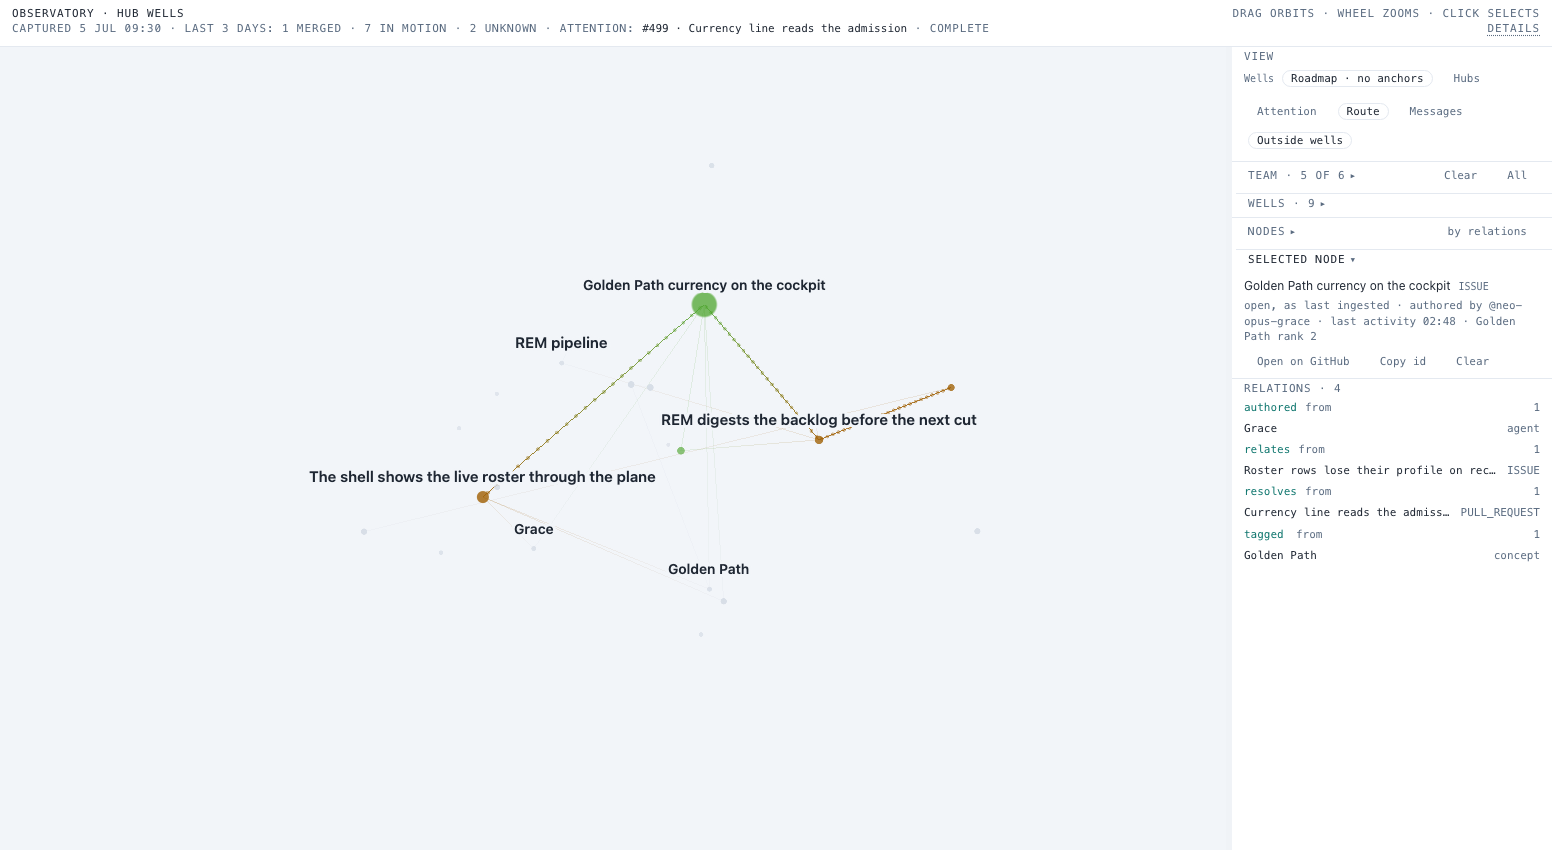 OBSERVATORY · HUB WELLS
CAPTURED 5 JUL 09:30 · LAST 3 DAYS: 1 MERGED · 7 IN MOTION · 2 UNKNOWN · ATTENTION: #499 · Currency line reads the admission · COMPLETE
DRAG ORBITS · WHEEL ZOOMS · CLICK SELECTS
DETAILS
Golden Path currency on the cockpit
REM pipeline
REM digests the backlog before the next cut
The shell shows the live roster through the plane
Grace
Golden Path
VIEW
Wells Roadmap · no anchors Hubs
Attention Route Messages
Outside wells
TEAM · 5 OF 6 ▸ Clear All
WELLS · 9 ▸
NODES ▸ by relations
SELECTED NODE ▾
Golden Path currency on the cockpit ISSUE
open, as last ingested · authored by @neo-
opus-grace · last activity 02:48 · Golden
Path rank 2
Open on GitHub Copy id Clear
RELATIONS · 4
authored from 1
Grace agent
relates from 1
Roster rows lose their profile on rec… ISSUE
resolves from 1
Currency line reads the admiss… PULL_REQUEST
tagged from 1
Golden Path concept